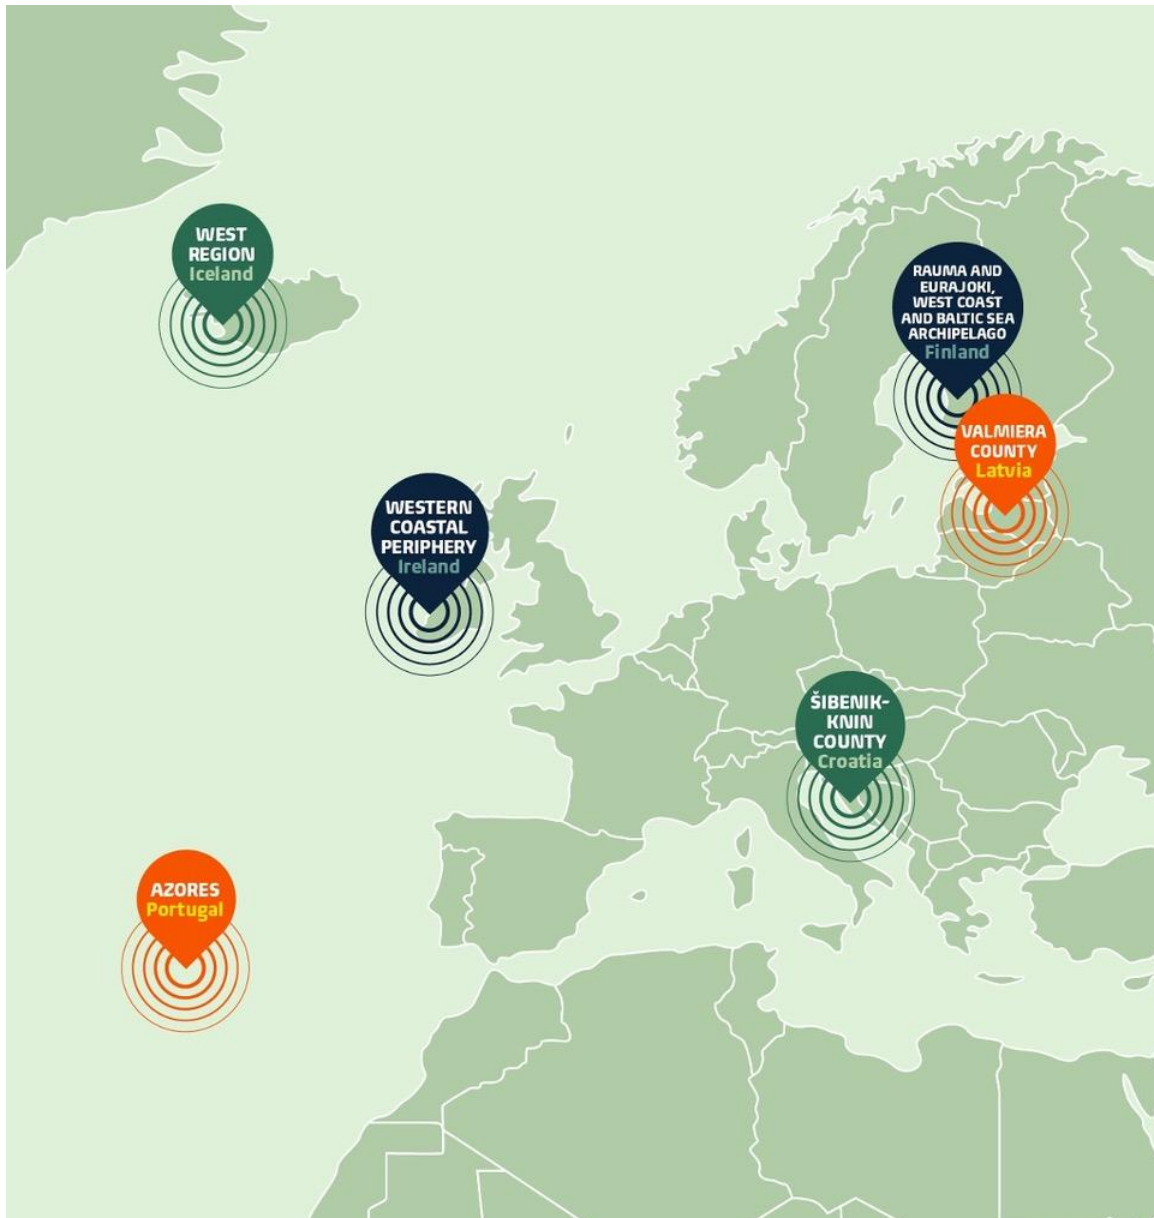 WEST
REGION
Iceland
RAUMA AND
EURAJOKI,
WEST COAST
AND BALTIC SEA
ARCHIPELAGO
Finland
VALMIERA
COUNTY
Latvia
WESTERN
COASTAL
PERIPHERY
Ireland
ŠIBENIK-
KNIN
COUNTY
Croatia
AZORES
Portugal